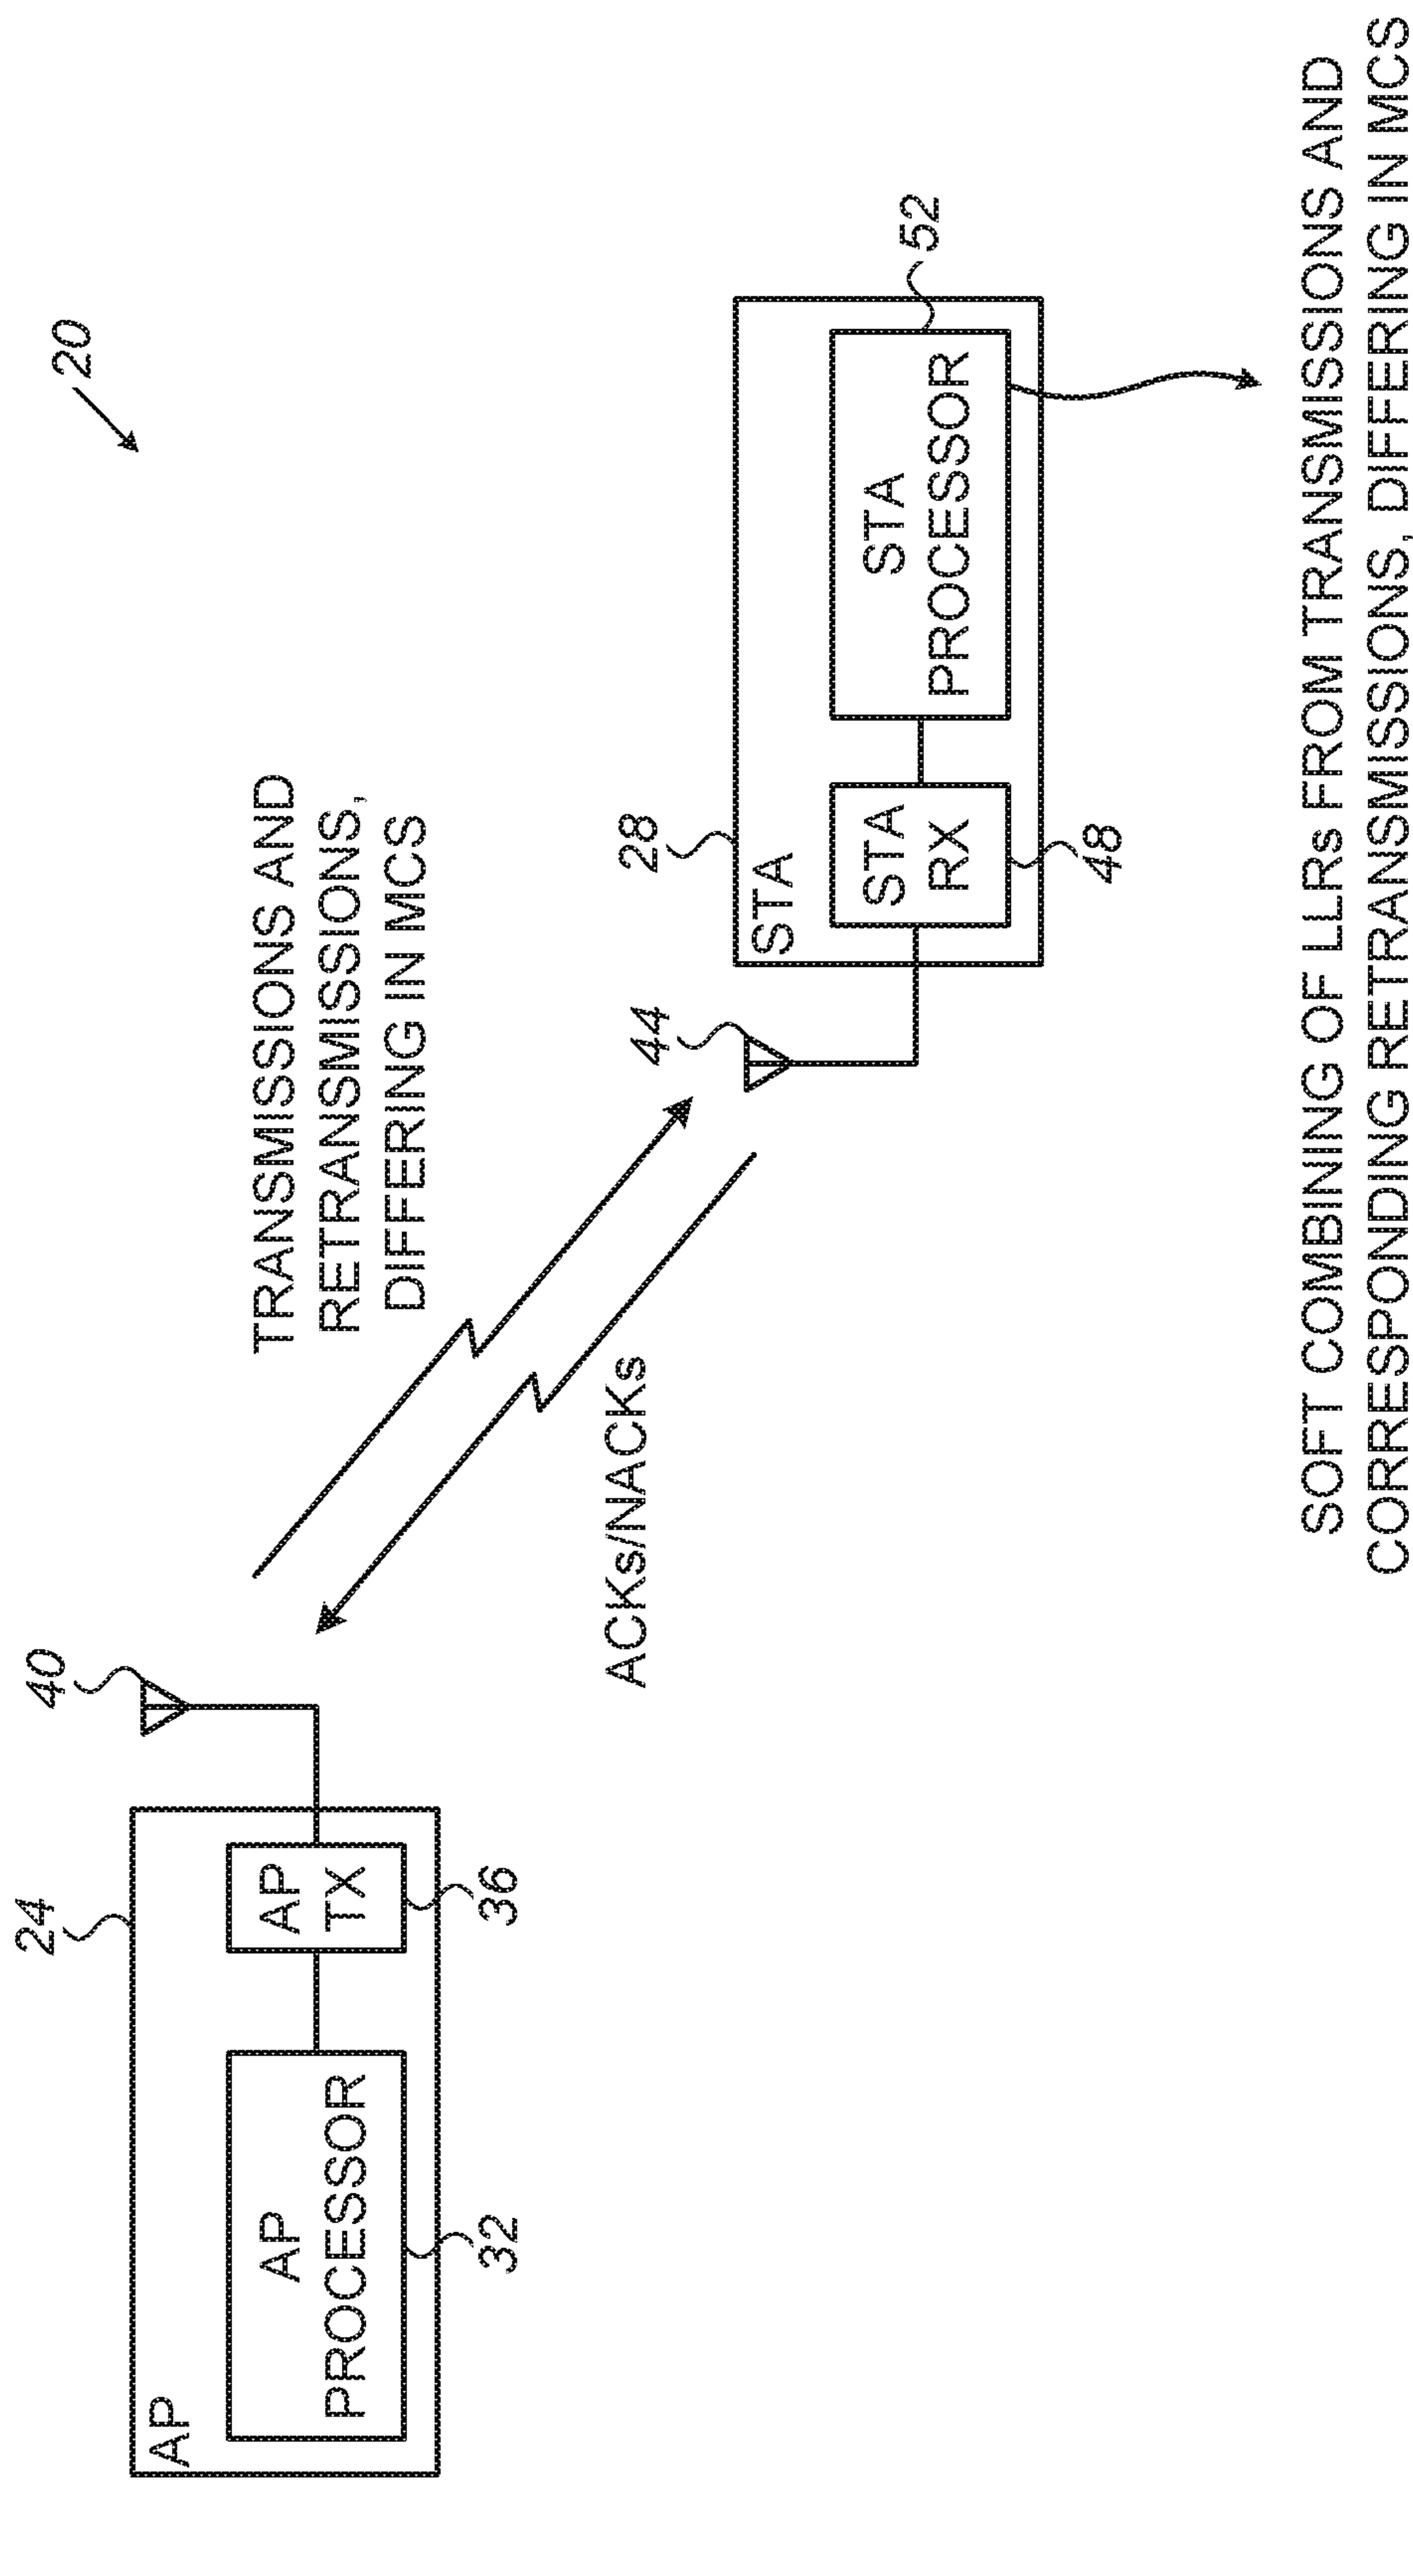 20
24
AP
AP
PROCESSOR
32
AP
TX
36
40
TRANSMISSIONS AND
RETRANSMISSIONS,
DIFFERING IN MCS
ACKs/NACKs
44
28
STA
STA
RX
48
STA
PROCESSOR
52
SOFT COMBINING OF LLRs FROM TRANSMISSIONS AND
CORRESPONDING RETRANSMISSIONS, DIFFERING IN MCS